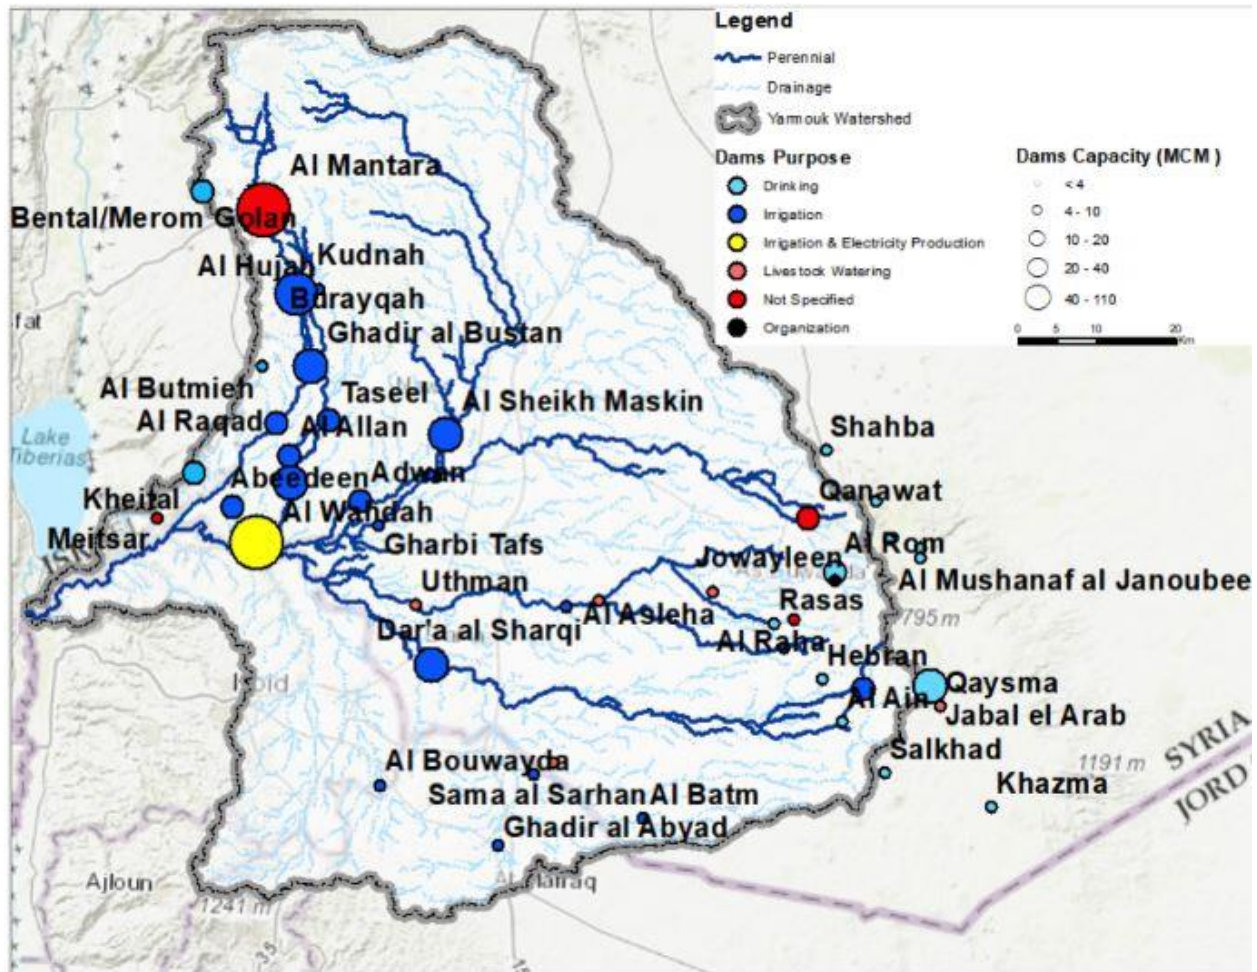 Legend
Perennial
Drainage
Yarmouk Watershed
Dams Purpose
Drinking
Irrigation
Irrigation & Electricity Production
Livestock Watering
Not Specified
Organization
Dams Capacity (MCM )
< 4
4 - 10
10 - 20
20 - 40
40 - 110
0 5 10 20
Km
Al Mantara
Bental/Merom Golan
Kudnah
Al Hujah
Burayqah
fat
Ghadir al Bustan
Al Butmieh
Taseel
Al Sheikh Maskin
Al Raqad
Al Allan
Shahba
Lake
Tiberias
Abeedeen
Adwan
Kheital
Qanawat
Al Wahdah
Meitsar
Gharbi Tafs
Jowayleen
Al Rom
Uthman
Al Mushanaf al Janoubee
Rasas
Al Asleha
795 m
Dar'a al Sharqi
Al Raha
Hebran
Qaysma
Al Ain
Jabal el Arab
Salkhad
SYRIA
1191 m
JORD
Al Bouwayda
Khazma
Sama al Sarhan
Al Batm
Ghadir al Abyad
Ajloun
1241 m
35